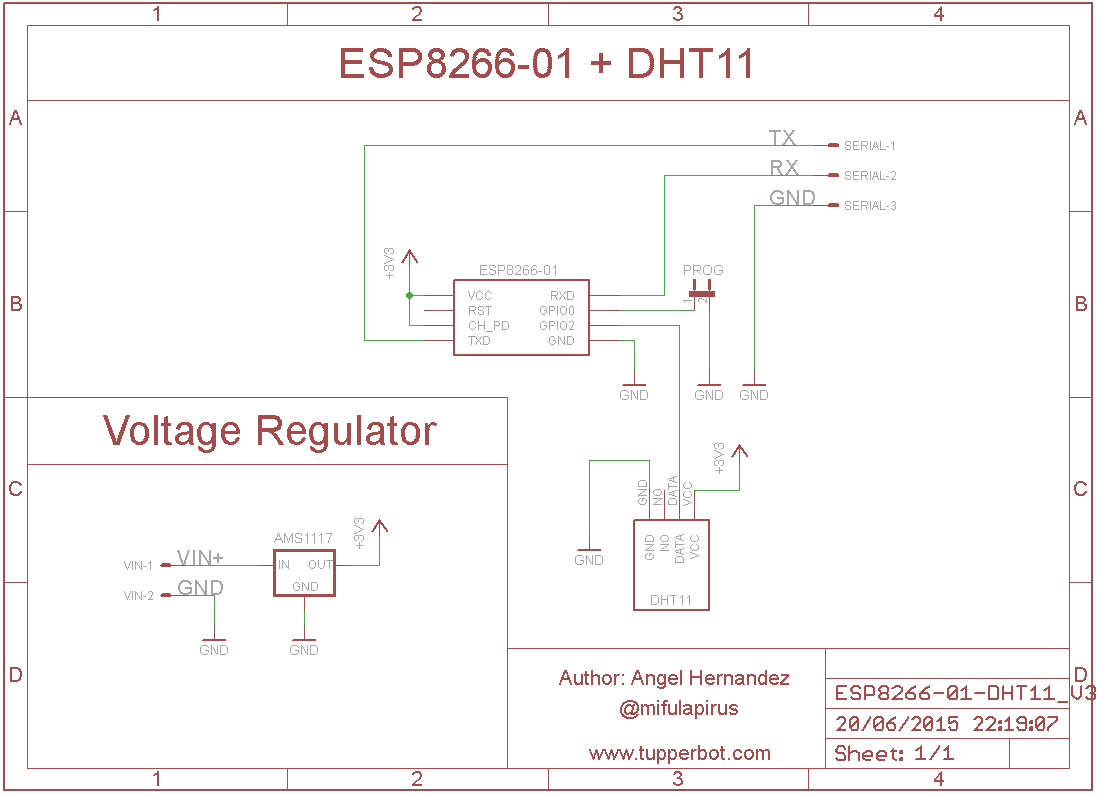 1 2 3 4
ESP8266-01 + DHT11
A A
TX SERIAL-1
RX SERIAL-2
GND SERIAL-3
+3V3
ESP8266-01 PROG
B B
VCC RXD 1 2
RST GPIO0
CH_PD GPIO2
TXD GND
GND GND GND
Voltage Regulator
+3V3
C C
GND NO DATA VCC
GND NO DATA VCC
GND
DHT11
+3V3
AMS1117
VIN-1 VIN+ IN OUT
VIN-2 GND GND
GND GND
D D
Author: Angel Hernandez
@mifulapirus
www.tupperbot.com
ESP8266-01-DHT11_V3
20/06/2015 22:19:07
Sheet: 1/1
1 2 3 4